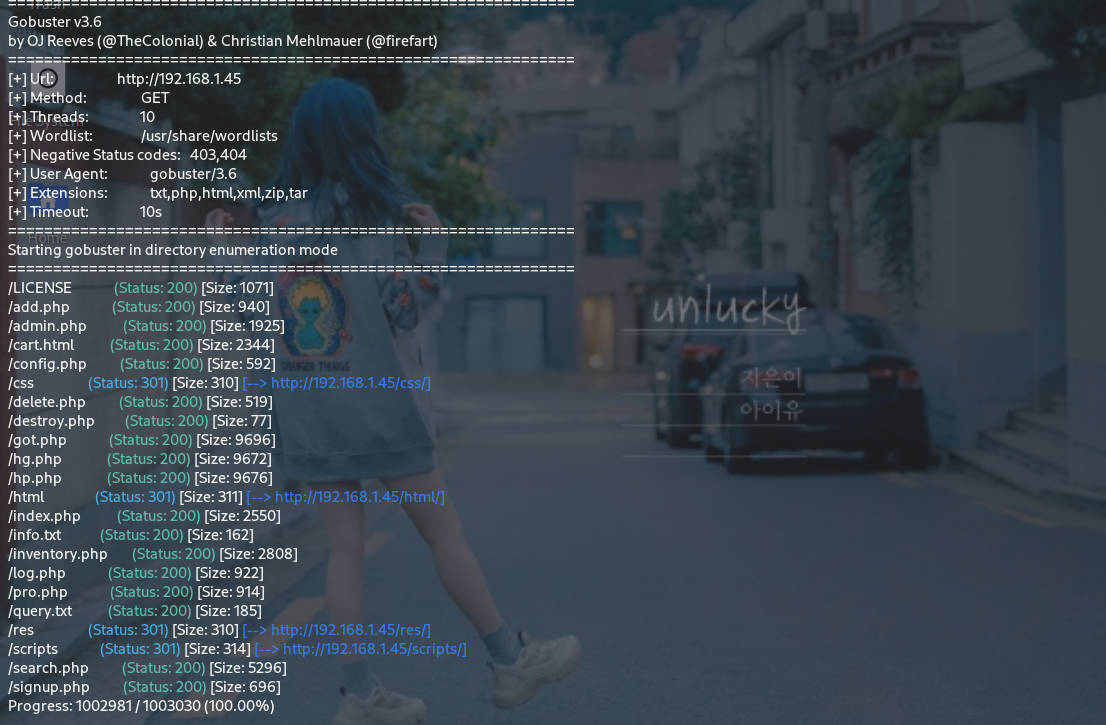 ==============================================================
Trash
Gobuster v3.6
by OJ Reeves (@TheColonial) & Christian Mehlmauer (@firefart)
==============================================================
[+] Url: http://192.168.1.45
[+] Method: GET
[+] Threads: 10
File System
[+] Wordlist: /usr/share/wordlists
[+] Negative Status codes: 403,404
[+] User Agent: gobuster/3.6
[+] Extensions: txt,php,html,xml,zip,tar
[+] Timeout: 10s
==============================================================
Home
Starting gobuster in directory enumeration mode
==============================================================
/LICENSE (Status: 200) [Size: 1071]
/add.php (Status: 200) [Size: 940]
/admin.php (Status: 200) [Size: 1925]
/cart.html (Status: 200) [Size: 2344]
/config.php (Status: 200) [Size: 592]
/css (Status: 301) [Size: 310] [--> http://192.168.1.45/css/]
/delete.php (Status: 200) [Size: 519]
/destroy.php (Status: 200) [Size: 77]
/got.php (Status: 200) [Size: 9696]
/hg.php (Status: 200) [Size: 9672]
/hp.php (Status: 200) [Size: 9676]
/html (Status: 301) [Size: 311] [--> http://192.168.1.45/html/]
/index.php (Status: 200) [Size: 2550]
/info.txt (Status: 200) [Size: 162]
/inventory.php (Status: 200) [Size: 2808]
/log.php (Status: 200) [Size: 922]
/pro.php (Status: 200) [Size: 914]
/query.txt (Status: 200) [Size: 185]
/res (Status: 301) [Size: 310] [--> http://192.168.1.45/res/]
/scripts (Status: 301) [Size: 314] [--> http://192.168.1.45/scripts/]
/search.php (Status: 200) [Size: 5296]
/signup.php (Status: 200) [Size: 696]
Progress: 1002981 / 1003030 (100.00%)
unlucky
지은이
아이유